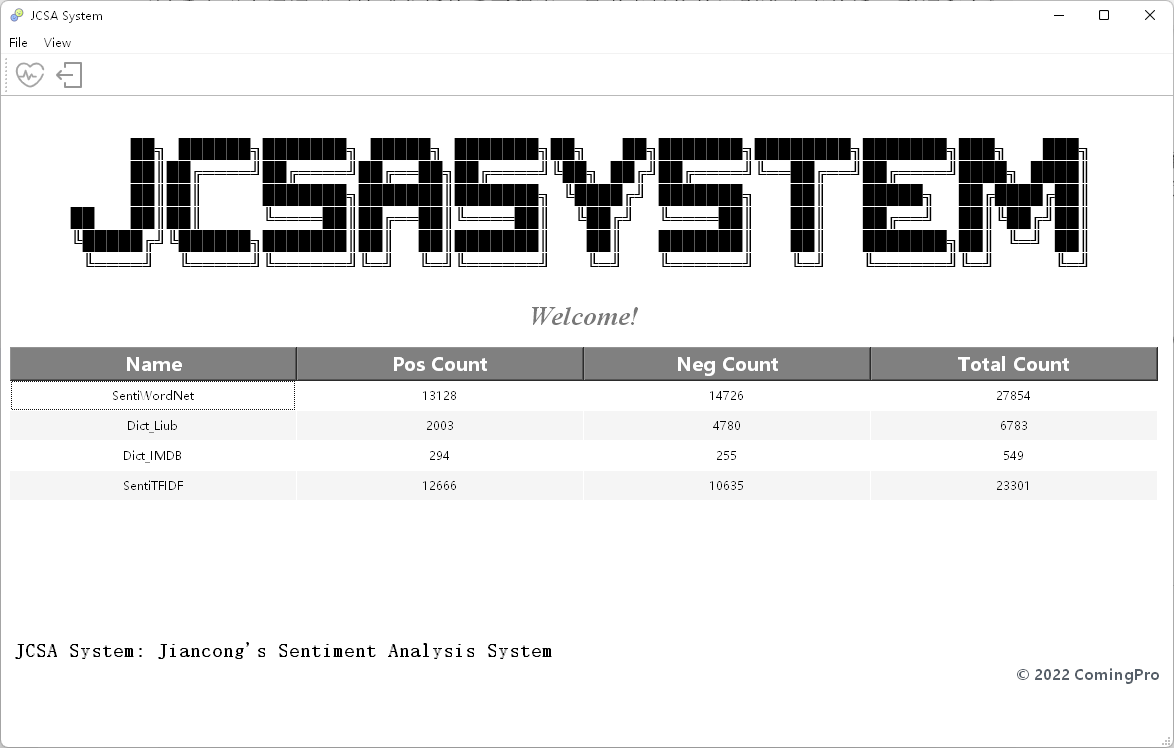 JCSA System
File View
JCSASYSTEM
Welcome!
Name Pos Count Neg Count Total Count
SentiWordNet 13128 14726 27854
Dict_Liub 2003 4780 6783
Dict_IMDB 294 255 549
SentiTFIDF 12666 10635 23301
JCSA System: Jiancong's Sentiment Analysis System
© 2022 ComingPro